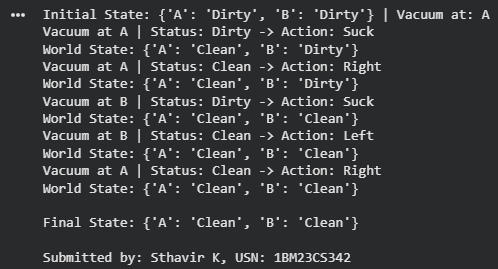 Initial State: {'A': 'Dirty', 'B': 'Dirty'} | Vacuum at: A
Vacuum at A | Status: Dirty -> Action: Suck
World State: {'A': 'Clean', 'B': 'Dirty'}
Vacuum at A | Status: Clean -> Action: Right
World State: {'A': 'Clean', 'B': 'Dirty'}
Vacuum at B | Status: Dirty -> Action: Suck
World State: {'A': 'Clean', 'B': 'Clean'}
Vacuum at B | Status: Clean -> Action: Left
World State: {'A': 'Clean', 'B': 'Clean'}
Vacuum at A | Status: Clean -> Action: Right
World State: {'A': 'Clean', 'B': 'Clean'}

Final State: {'A': 'Clean', 'B': 'Clean'}

Submitted by: Sthavir K, USN: 1BM23CS342